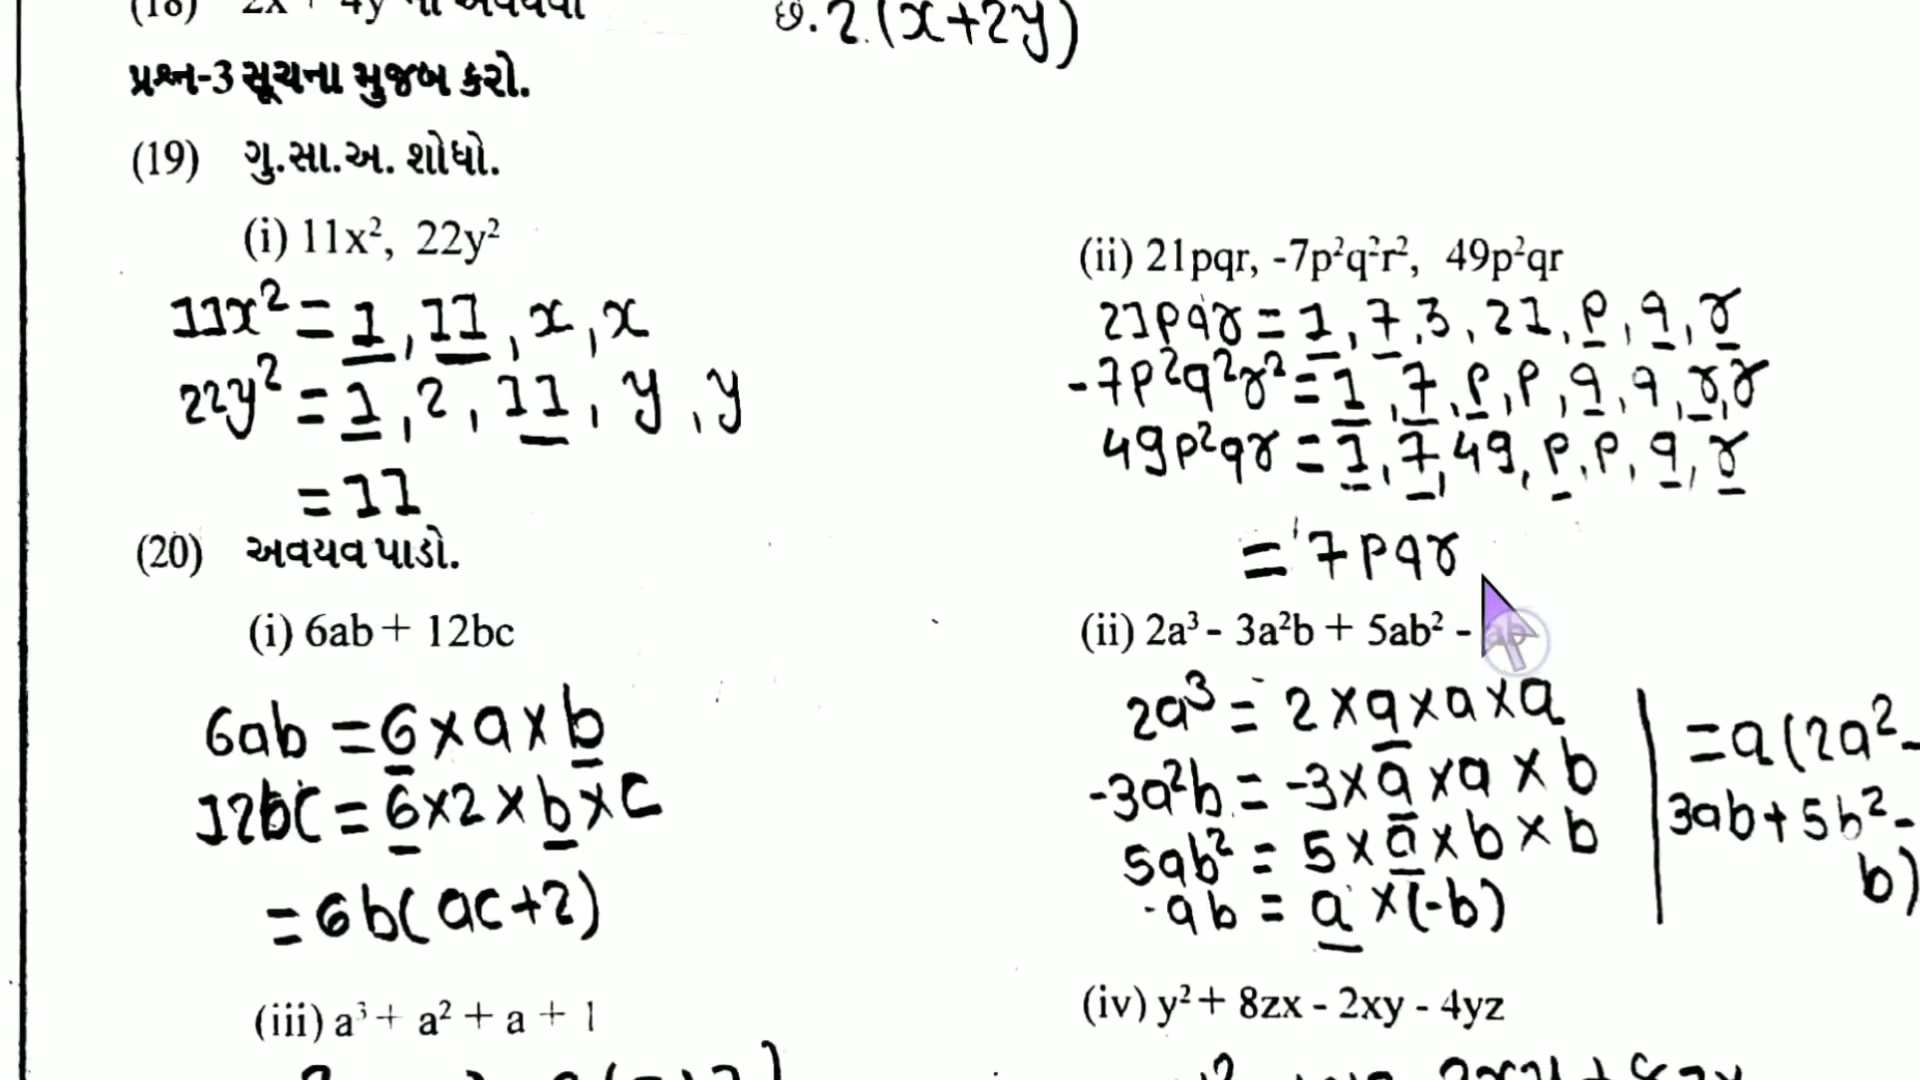 (18) 2x + 4y ના અવયવો છે. 2(x+2y)
પ્રશ્ન-3 સૂચના મુજબ કરો.
(19) ગુ.સા.અ. શોધો.
(i) 11x², 22y²
11x² = 1, 11, x, x
22y² = 1, 2, 11, y, y
= 11
(ii) 21pqr, -7p²q²r², 49p²qr
21pqr = 1, 7, 3, 21, p, q, r
-7p²q²r² = 1, 7, p, p, q, q, r, r
49p²qr = 1, 7, 49, p, p, q, r
= 7pqr
(20) અવયવ પાડો.
(i) 6ab + 12bc
6ab = 6 × a × b
12bc = 6 × 2 × b × c
= 6b(ac+2)
(ii) 2a³ - 3a²b + 5ab² - ab
2a³ = 2 × a × a × a
-3a²b = -3 × a × a × b
5ab² = 5 × a × b × b
-ab = a × (-b)
= a(2a² -
3ab + 5b² -
b)
(iii) a³ + a² + a + 1
(iv) y² + 8zx - 2xy - 4yz